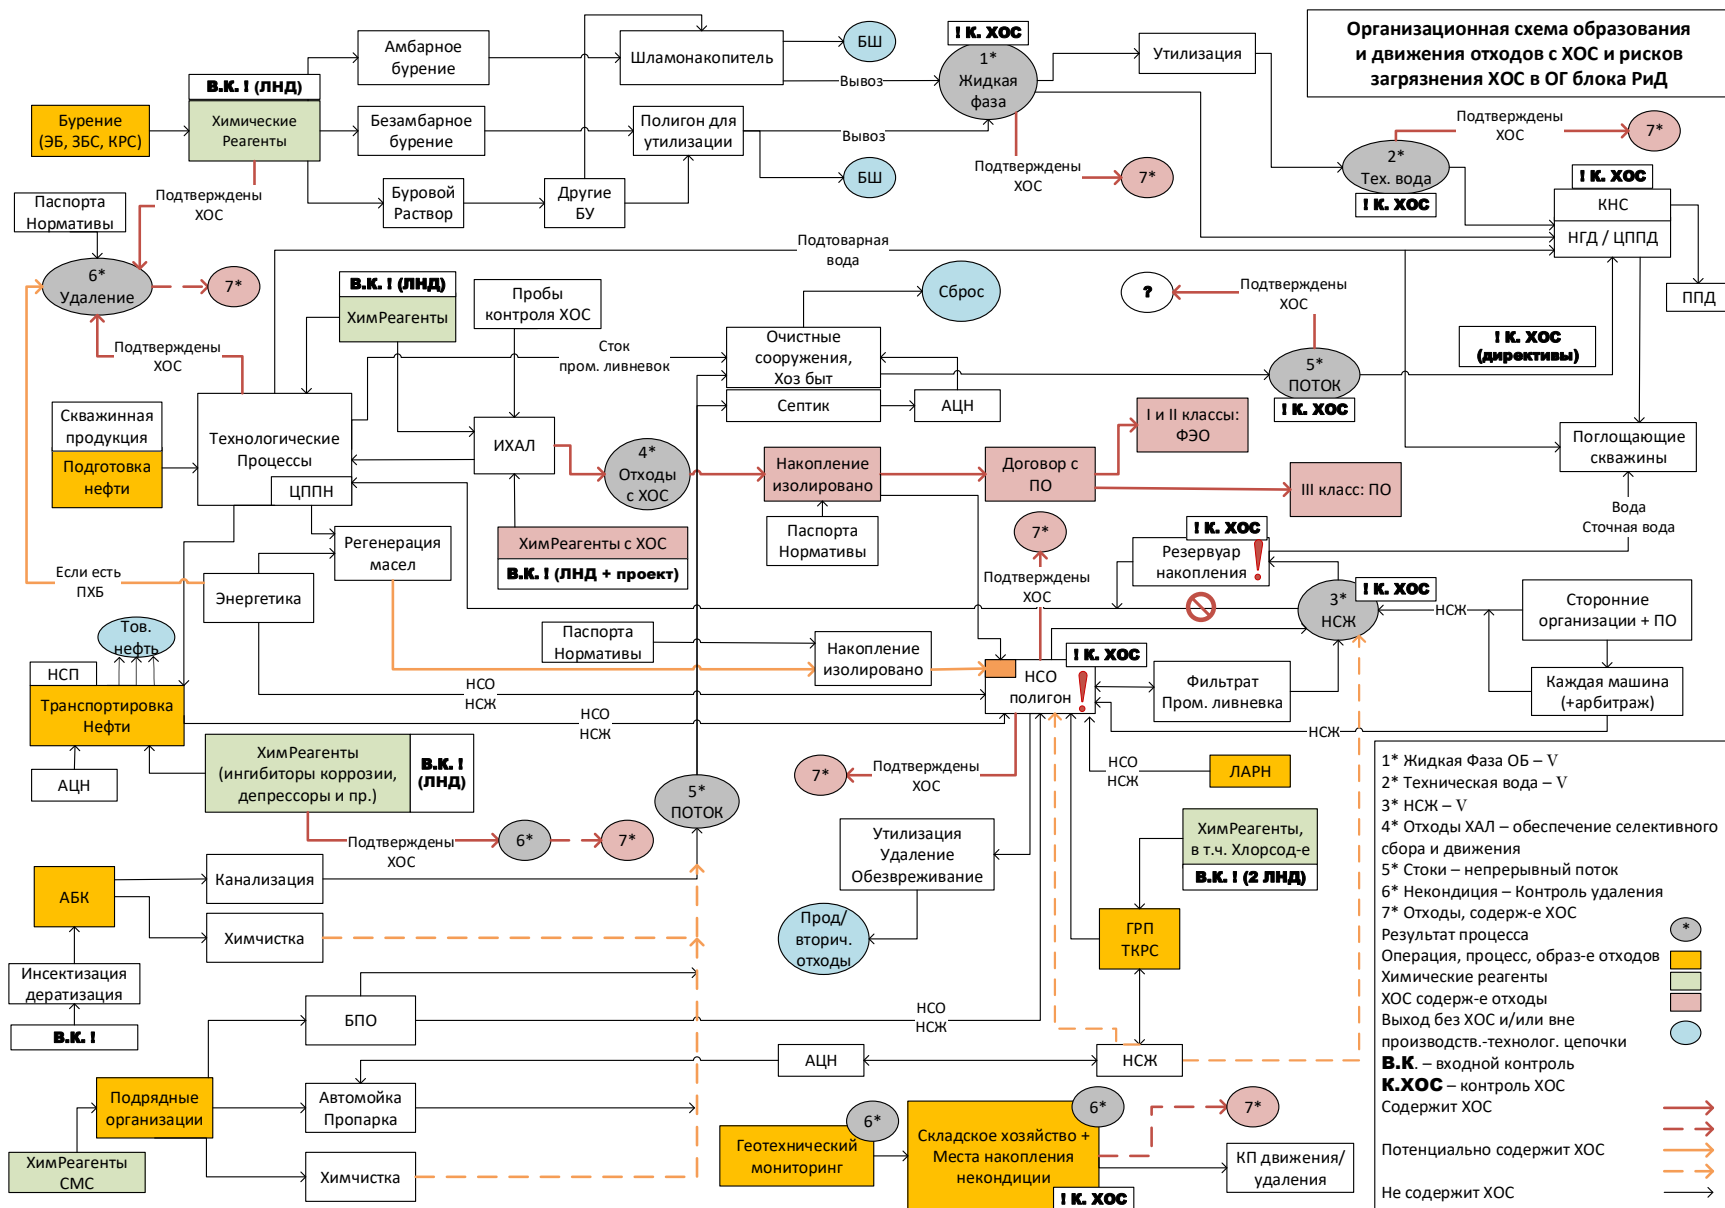 Организационная схема образования
и движения отходов с ХОС и рисков
загрязнения ХОС в ОГ блока РиД
Бурение
(ЭБ, ЗБС, КРС)
В.К. ! (ЛНД)
Химические
Реагенты
Амбарное
бурение
Безамбарное
бурение
Буровой
Раствор
Другие
БУ
Шламонакопитель
Полигон для
утилизации
БШ
Вывоз
Вывоз
БШ
! К. ХОС
1*
Жидкая
фаза
Утилизация
Подтверждены
ХОС
7*
2*
Тех. вода
! К. ХОС
Подтверждены
ХОС
7*
! К. ХОС
КНС
НГД / ЦППД
ППД
Подтверждены
ХОС
Паспорта
Нормативы
6*
Удаление
7*
Подтверждены
ХОС
В.К. ! (ЛНД)
ХимРеагенты
Пробы
контроля ХОС
Подтоварная
вода
Сброс
?
Подтверждены
ХОС
! К. ХОС
(директивы)
5*
ПОТОК
! К. ХОС
Сток
пром. ливневок
Очистные
сооружения,
Хоз быт
Септик
АЦН
Скважинная
продукция
Подготовка
нефти
Технологические
Процессы
ЦППН
ИХАЛ
4*
Отходы
с ХОС
Накопление
изолировано
Паспорта
Нормативы
Договор с
ПО
I и II классы:
ФЭО
III класс: ПО
Поглощающие
скважины
Вода
Сточная вода
ХимРеагенты с ХОС
В.К. ! (ЛНД + проект)
Регенерация
масел
Энергетика
Если есть
ПХБ
7*
Подтверждены
ХОС
! К. ХОС
Резервуар
накопления
3*
НСЖ
! К. ХОС
НСЖ
Сторонние
организации + ПО
Каждая машина
(+арбитраж)
НСЖ
Тов.
нефть
НСП
Транспортировка
Нефти
АЦН
Паспорта
Нормативы
Накопление
изолировано
НСО
НСЖ
НСО
НСЖ
! К. ХОС
НСО
полигон
Фильтрат
Пром. ливневка
ХимРеагенты
(ингибиторы коррозии,
депрессоры и пр.)
В.К. !
(ЛНД)
Подтверждены
ХОС
6*
7*
5*
ПОТОК
7*
Подтверждены
ХОС
НСО
НСЖ
ЛАРН
Утилизация
Удаление
Обезвреживание
Прод/
вторич.
отходы
ХимРеагенты,
в т.ч. Хлорсод-е
В.К. ! (2 ЛНД)
ГРП
ТКРС
АБК
Канализация
Химчистка
Инсектизация
дератизация
В.К. !
БПО
НСО
НСЖ
АЦН
НСЖ
Подрядные
организации
ХимРеагенты
СМС
Автомойка
Пропарка
Химчистка
Геотехнический
мониторинг
6*
Складское хозяйство +
Места накопления
некондиции
6*
! К. ХОС
7*
КП движения/
удаления
1* Жидкая Фаза ОБ – V
2* Техническая вода – V
3* НСЖ – V
4* Отходы ХАЛ – обеспечение селективного
сбора и движения
5* Стоки – непрерывный поток
6* Некондиция – Контроль удаления
7* Отходы, содерж-е ХОС
Результат процесса
*
Операция, процесс, образ-е отходов
Химические реагенты
ХОС содерж-е отходы
Выход без ХОС и/или вне
производств.-технолог. цепочки
В.К. – входной контроль
К.ХОС – контроль ХОС
Содержит ХОС
Потенциально содержит ХОС
Не содержит ХОС